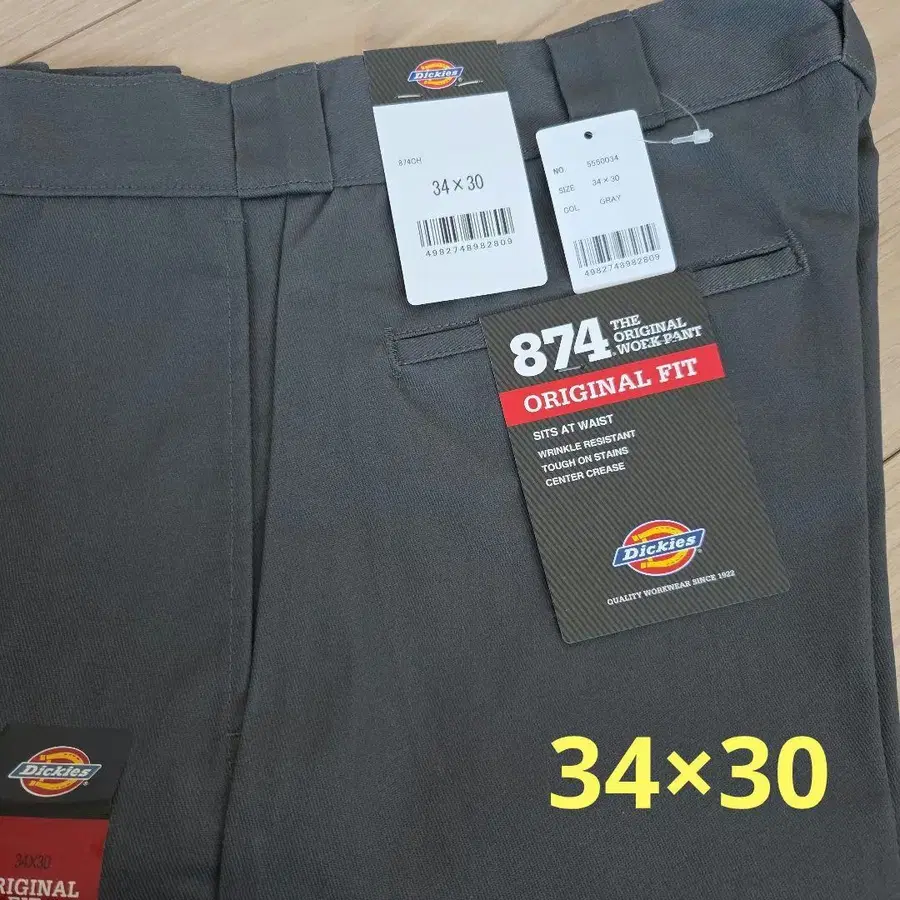 Dickies
874CH
34×30
4982748982809
NO. 5550034
SIZE 34×30
COL. GRAY
4982748982809
874 THE
ORIGINAL
WORK PANT
ORIGINAL FIT
SITS AT WAIST
WRINKLE RESISTANT
TOUGH ON STAINS
CENTER CREASE
Dickies
QUALITY WORKWEAR SINCE 1922
34×30
Dickies
34X30
RIGINAL